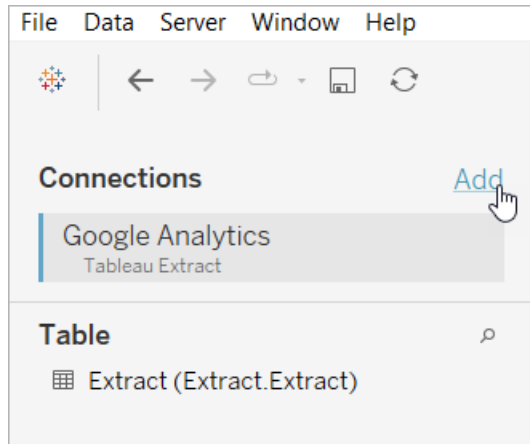 File Data Server Window Help
Connections Add
Google Analytics
Tableau Extract
Table
Extract (Extract.Extract)